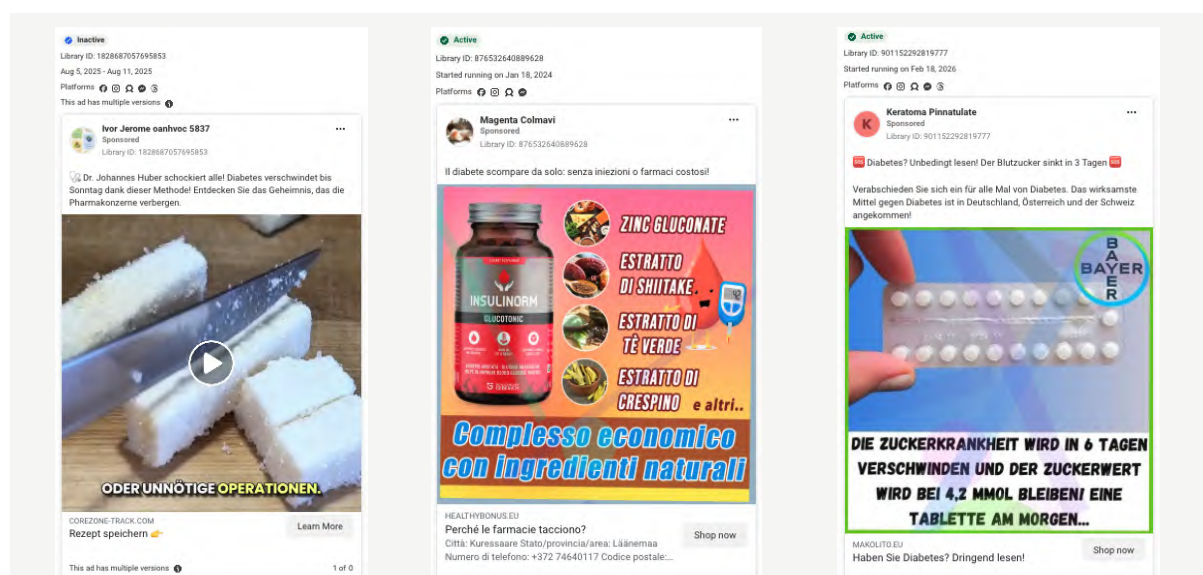 Inactive
Library ID: 1828687057695853
Aug 5, 2025 - Aug 11, 2025
Platforms
This ad has multiple versions
Ivor Jerome oanhvoc 5837
Sponsored
Library ID: 1828687057695853
Dr. Johannes Huber schockiert alle! Diabetes verschwindet bis
Sonntag dank dieser Methode! Entdecken Sie das Geheimnis, das die
Pharmakonzerne verbergen.
ODER UNNÖTIGE OPERATIONEN.
COREZONE-TRACK.COM
Rezept speichern 👉
Learn More
This ad has multiple versions
1 of 0
Active
Library ID: 876532640889628
Started running on Jan 18, 2024
Platforms
Magenta Colmavi
Sponsored
Library ID: 876532640889628
Il diabete scompare da solo: senza iniezioni o farmaci costosi!
INSULINORM
GLUCOTONIC
ZINC GLUCONATE
ESTRATTO
DI SHIITAKE
ESTRATTO DI
TÈ VERDE
ESTRATTO DI
CRESPINO e altri..
Complesso economico
con ingredienti naturali
HEALTHYBONUS.EU
Perché le farmacie tacciono?
Città: Kuressaare Stato/provincia/area: Läänemaa
Numero di telefono: +372 74640117 Codice postale:...
Shop now
Active
Library ID: 901152292819777
Started running on Feb 18, 2026
Platforms
K
Keratoma Pinnatulate
Sponsored
Library ID: 901152292819777
🆘 Diabetes? Unbedingt lesen! Der Blutzucker sinkt in 3 Tagen 🆘
Verabschieden Sie sich ein für alle Mal von Diabetes. Das wirksamste
Mittel gegen Diabetes ist in Deutschland, Österreich und der Schweiz
angekommen!
BAYER
BAYER
DIE ZUCKERKRANKHEIT WIRD IN 6 TAGEN
VERSCHWINDEN UND DER ZUCKERWERT
WIRD BEI 4,2 MMOL BLEIBEN! EINE
TABLETTE AM MORGEN...
MAKOLITO.EU
Haben Sie Diabetes? Dringend lesen!
Shop now